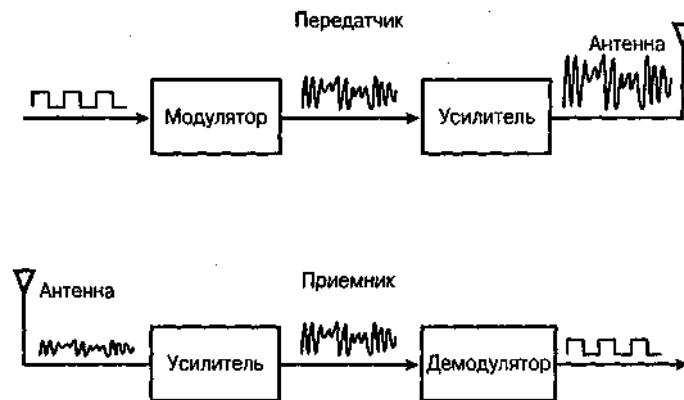 Передатчик
Антенна
Модулятор
Усилитель
Антенна
Приемник
Усилитель
Демодулятор